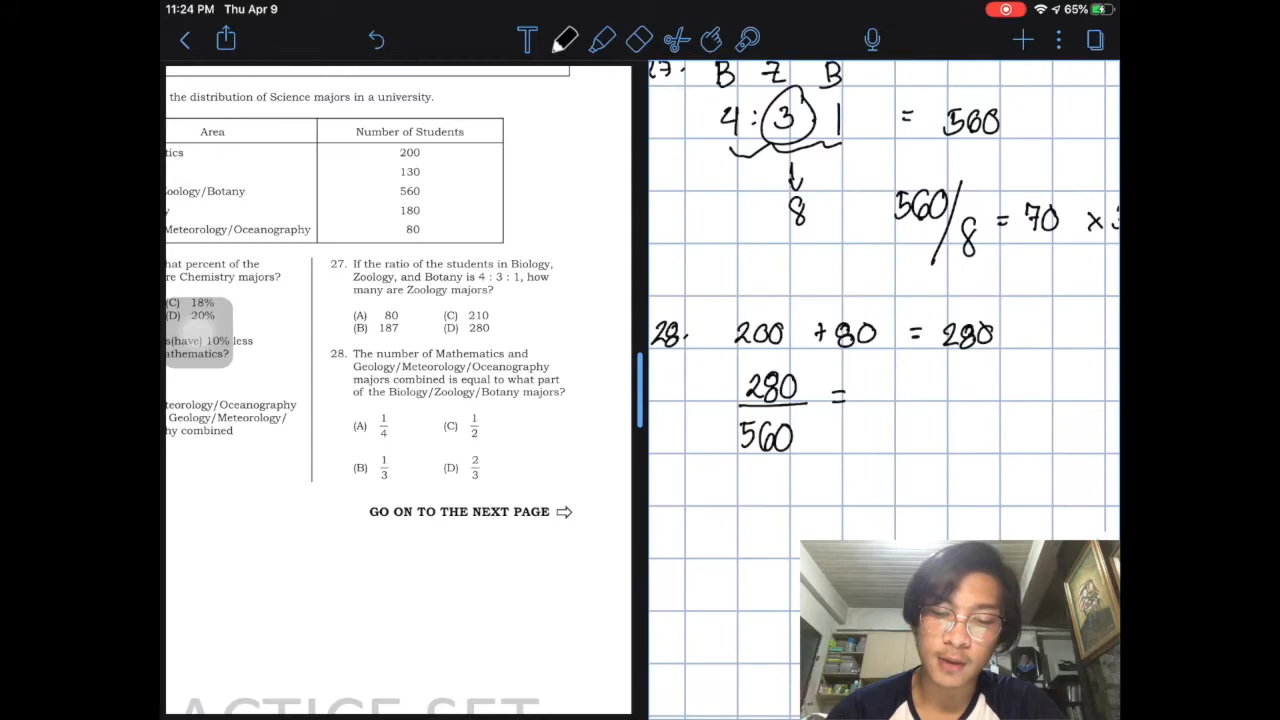 11:24 PM Thu Apr 9
65%
the distribution of Science majors in a university.
Area Number of Students
tics 200
130
Zoology/Botany 560
y 180
Meteorology/Oceanography 80
hat percent of the
re Chemistry majors?
(C) 18%
(D) 20%
s(have) 10% less
athematics?
teorology/Oceanography
Geology/Meteorology/
hy combined
27. If the ratio of the students in Biology,
Zoology, and Botany is 4 : 3 : 1, how
many are Zoology majors?
(A) 80 (C) 210
(B) 187 (D) 280
28. The number of Mathematics and
Geology/Meteorology/Oceanography
majors combined is equal to what part
of the Biology/Zoology/Botany majors?
(A) 1/4 (C) 1/2
(B) 1/3 (D) 2/3
GO ON TO THE NEXT PAGE
ACTICE SET
27. B Z B
4 : 3 1 = 560
8
560/8 = 70 x 3
28. 200 + 80 = 280
280/560 =